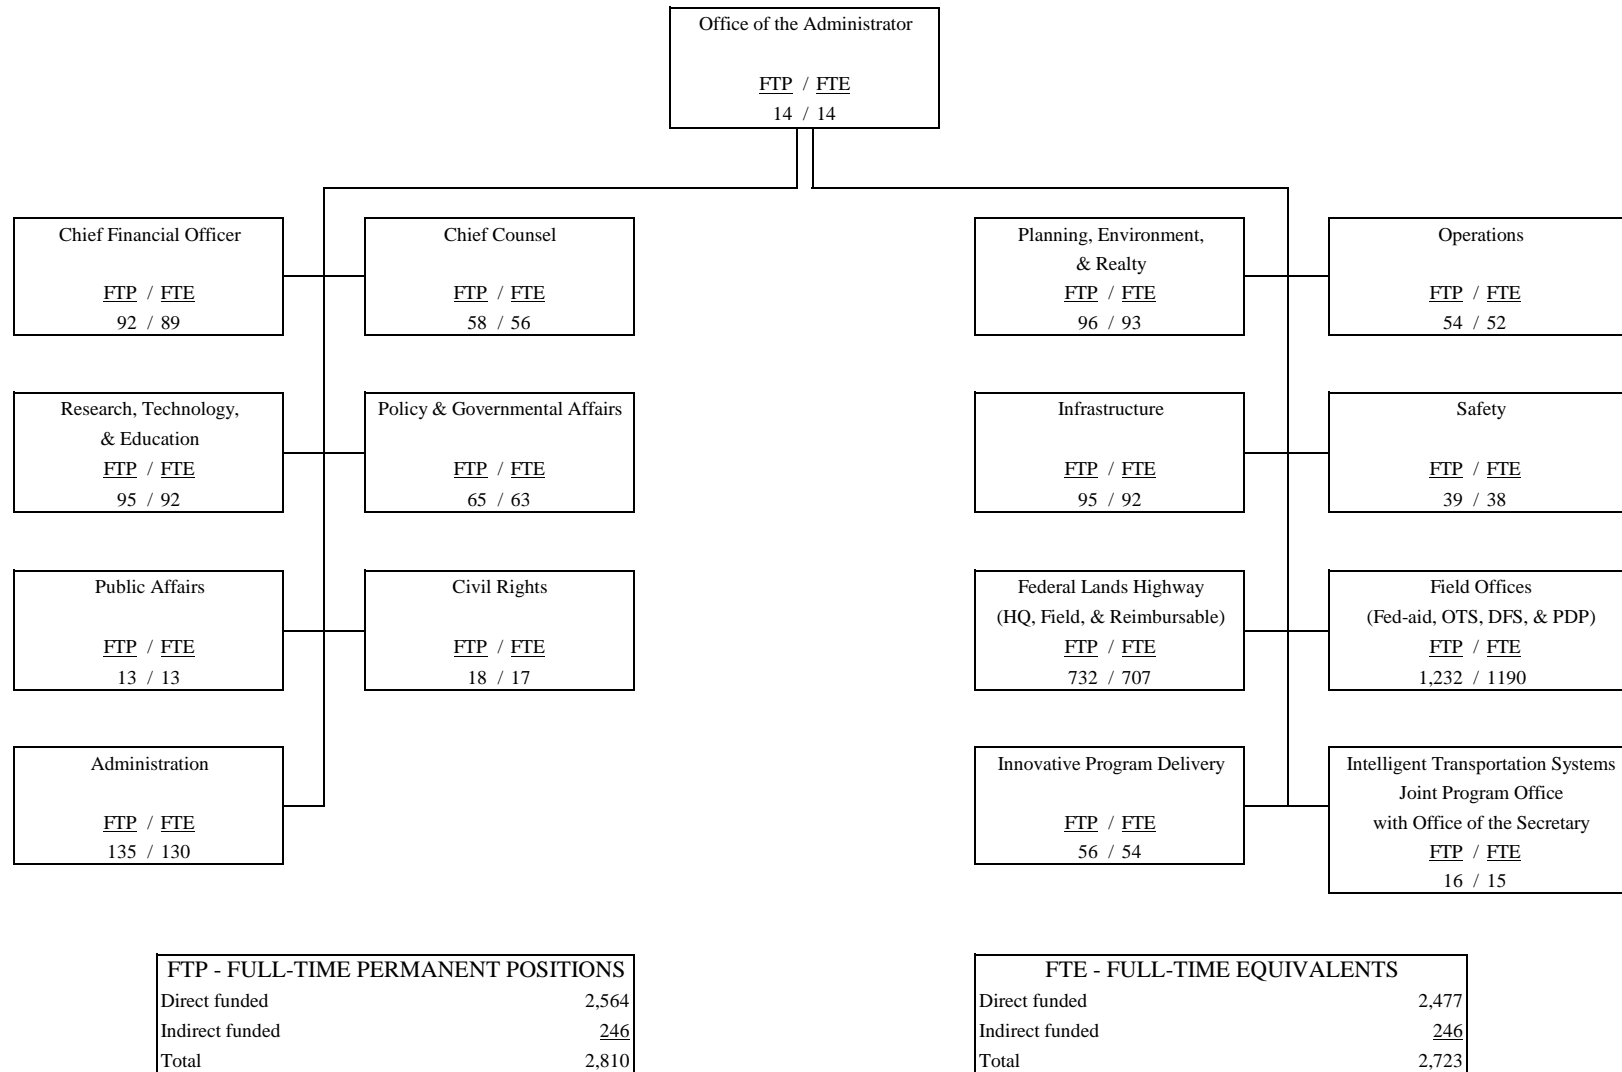 Office of the Administrator
FTP / FTE
14 / 14
Chief Financial Officer
FTP / FTE
92 / 89
Chief Counsel
FTP / FTE
58 / 56
Planning, Environment,
& Realty
FTP / FTE
96 / 93
Operations
FTP / FTE
54 / 52
Research, Technology,
& Education
FTP / FTE
95 / 92
Policy & Governmental Affairs
FTP / FTE
65 / 63
Infrastructure
FTP / FTE
95 / 92
Safety
FTP / FTE
39 / 38
Public Affairs
FTP / FTE
13 / 13
Civil Rights
FTP / FTE
18 / 17
Federal Lands Highway
(HQ, Field, & Reimbursable)
FTP / FTE
732 / 707
Field Offices
(Fed-aid, OTS, DFS, & PDP)
FTP / FTE
1,232 / 1190
Administration
FTP / FTE
135 / 130
Innovative Program Delivery
FTP / FTE
56 / 54
Intelligent Transportation Systems
Joint Program Office
with Office of the Secretary
FTP / FTE
16 / 15
FTP - FULL-TIME PERMANENT POSITIONS
Direct funded 2,564
Indirect funded 246
Total 2,810
FTE - FULL-TIME EQUIVALENTS
Direct funded 2,477
Indirect funded 246
Total 2,723